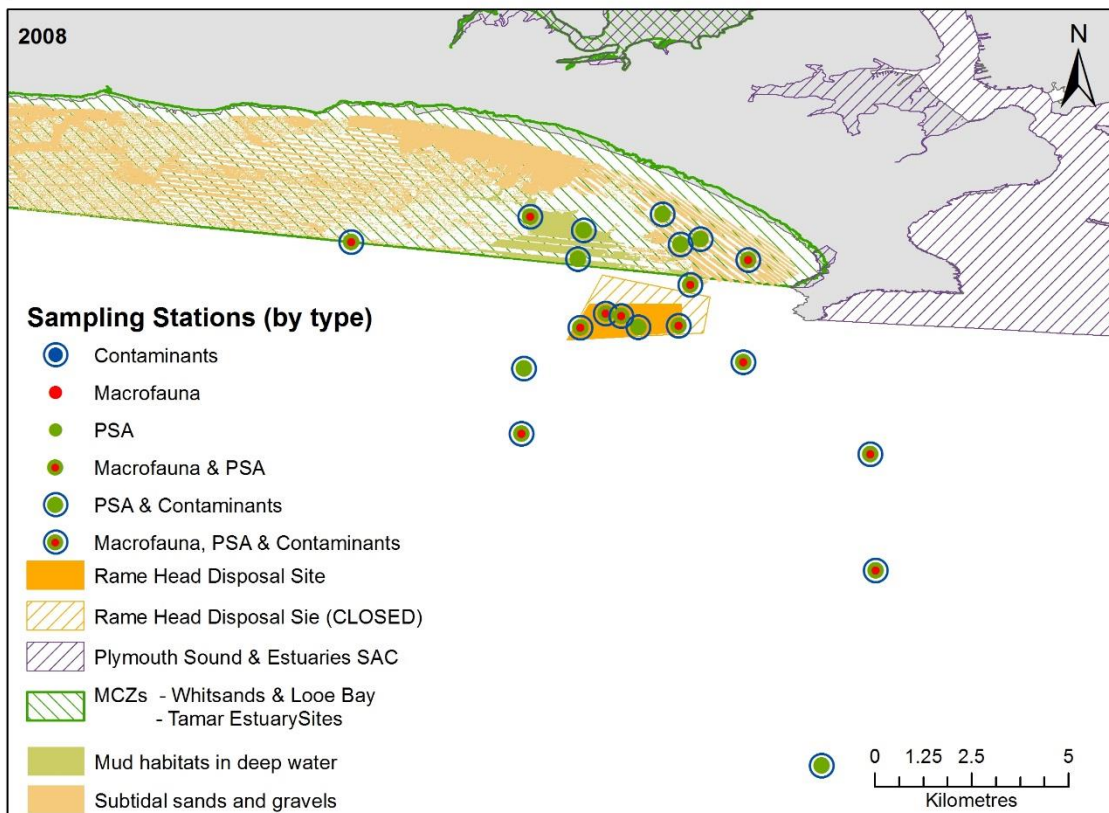 2008
N
Sampling Stations (by type)
Contaminants
Macrofauna
PSA
Macrofauna & PSA
PSA & Contaminants
Macrofauna, PSA & Contaminants
Rame Head Disposal Site
Rame Head Disposal Sie (CLOSED)
Plymouth Sound & Estuaries SAC
MCZs - Whitsands & Looe Bay
- Tamar EstuarySites
Mud habitats in deep water
Subtidal sands and gravels
0 1.25 2.5 5
Kilometres